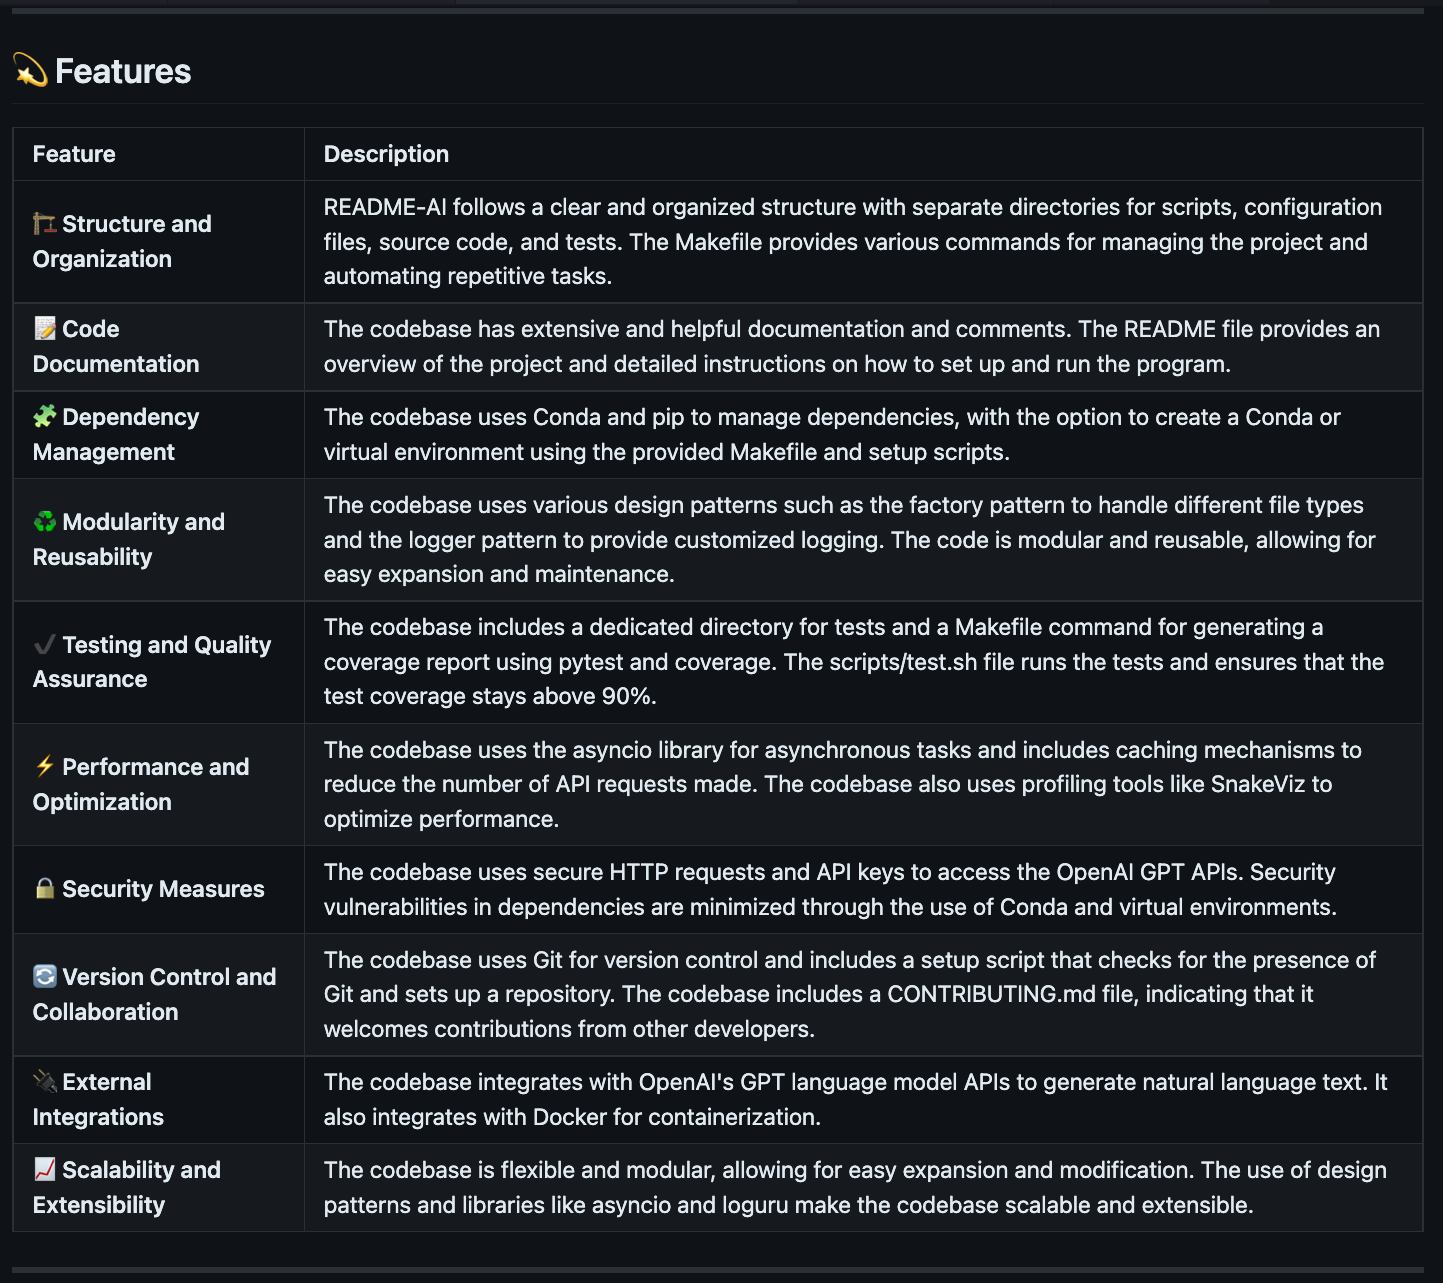 Features
Feature
Description
Structure and
Organization
README-AI follows a clear and organized structure with separate directories for scripts, configuration
files, source code, and tests. The Makefile provides various commands for managing the project and
automating repetitive tasks.
Code
Documentation
The codebase has extensive and helpful documentation and comments. The README file provides an
overview of the project and detailed instructions on how to set up and run the program.
Dependency
Management
The codebase uses Conda and pip to manage dependencies, with the option to create a Conda or
virtual environment using the provided Makefile and setup scripts.
Modularity and
Reusability
The codebase uses various design patterns such as the factory pattern to handle different file types
and the logger pattern to provide customized logging. The code is modular and reusable, allowing for
easy expansion and maintenance.
Testing and Quality
Assurance
The codebase includes a dedicated directory for tests and a Makefile command for generating a
coverage report using pytest and coverage. The scripts/test.sh file runs the tests and ensures that the
test coverage stays above 90%.
Performance and
Optimization
The codebase uses the asyncio library for asynchronous tasks and includes caching mechanisms to
reduce the number of API requests made. The codebase also uses profiling tools like SnakeViz to
optimize performance.
Security Measures
The codebase uses secure HTTP requests and API keys to access the OpenAI GPT APIs. Security
vulnerabilities in dependencies are minimized through the use of Conda and virtual environments.
Version Control and
Collaboration
The codebase uses Git for version control and includes a setup script that checks for the presence of
Git and sets up a repository. The codebase includes a CONTRIBUTING.md file, indicating that it
welcomes contributions from other developers.
External
Integrations
The codebase integrates with OpenAI's GPT language model APIs to generate natural language text. It
also integrates with Docker for containerization.
Scalability and
Extensibility
The codebase is flexible and modular, allowing for easy expansion and modification. The use of design
patterns and libraries like asyncio and loguru make the codebase scalable and extensible.